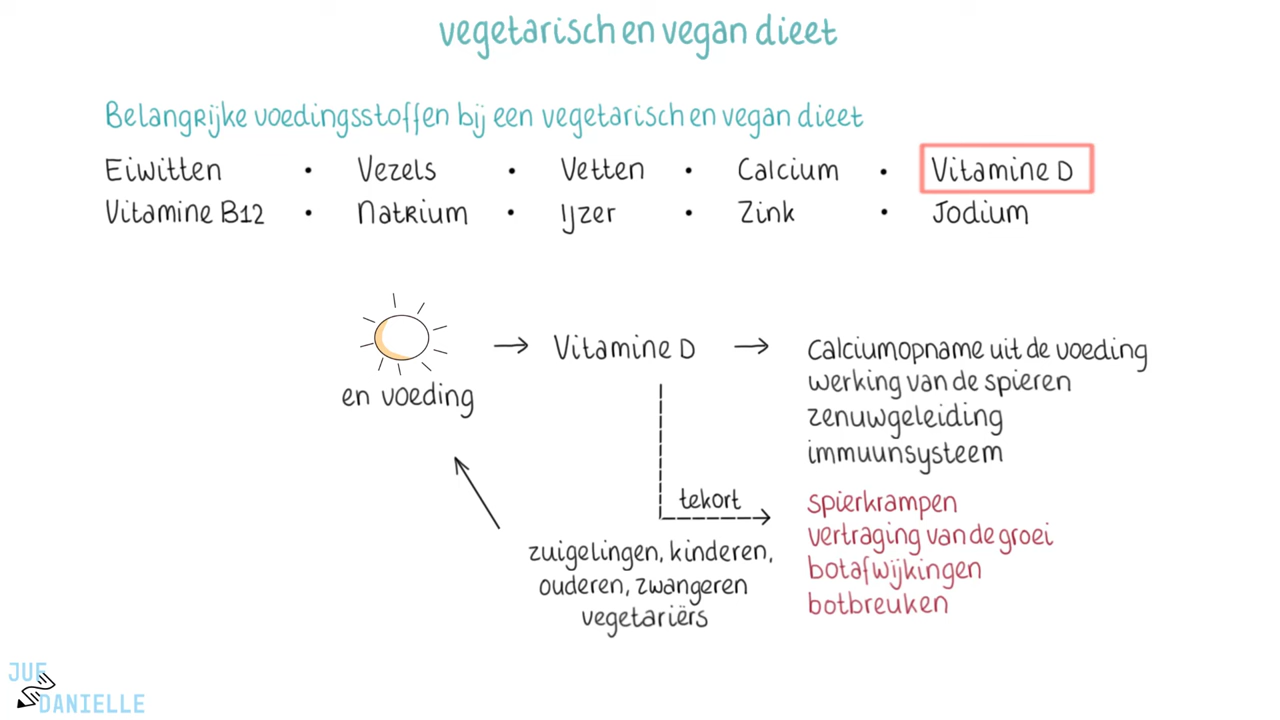 vegetarisch en vegan dieet
Belangrijke voedingsstoffen bij een vegetarisch en vegan dieet
Eiwitten • Vezels • Vetten • Calcium • Vitamine D
Vitamine B12 • Natrium • IJzer • Zink • Jodium
en voeding
Vitamine D
calciumopname uit de voeding
werking van de spieren
zenuwgeleiding
immuunsysteem
tekort
spierkrampen
vertraging van de groei
botafwijkingen
botbreuken
zuigelingen, kinderen,
ouderen, zwangeren
vegetariërs
JUF
DANIELLE